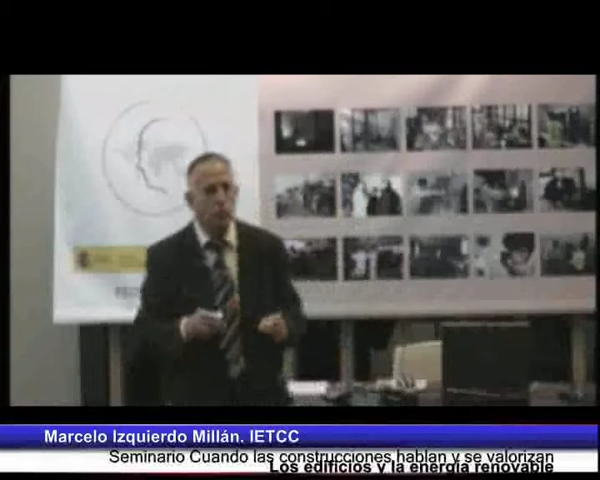 Marcelo Izquierdo Millán. IETCC
Seminario Cuando las construcciones hablan y se valorizan
Los edificios y la energía renovable